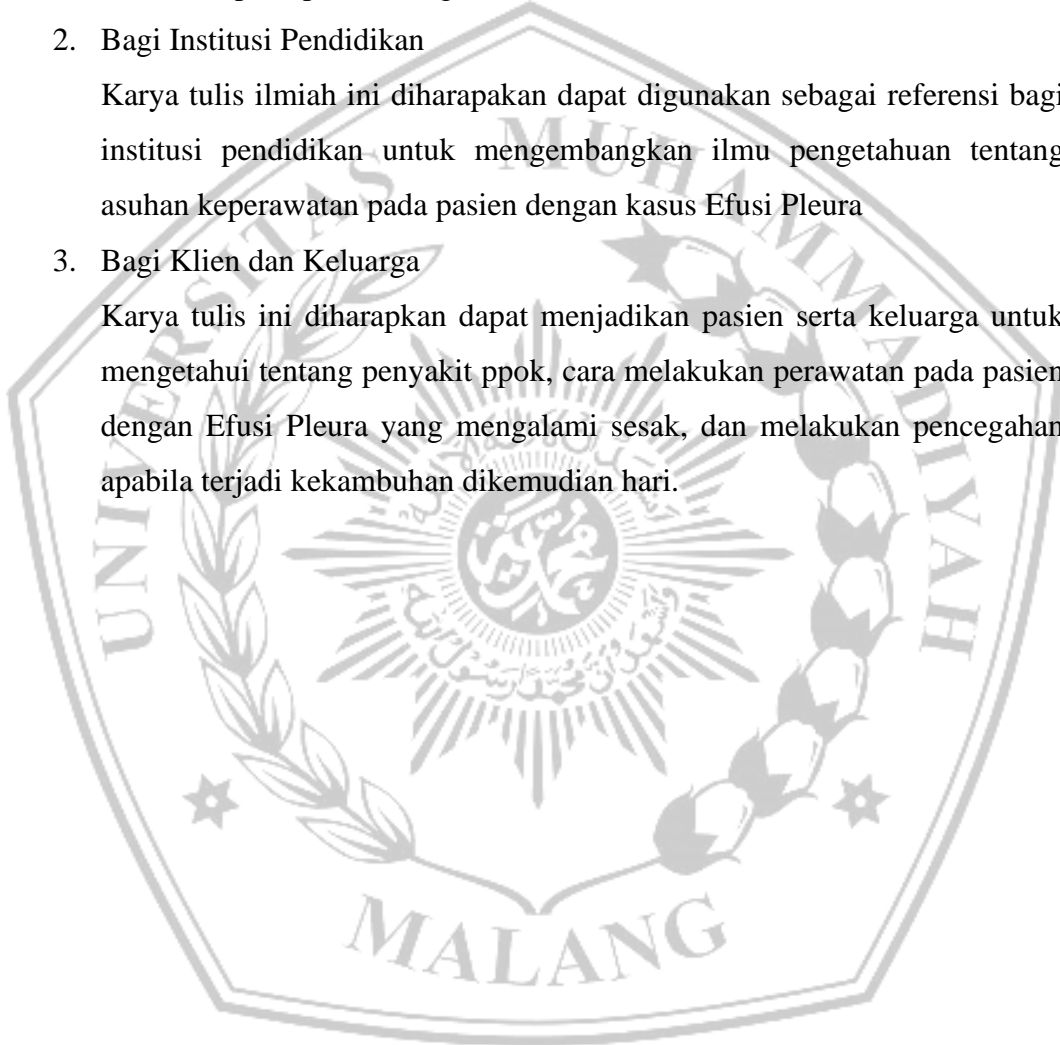 2. Bagi Institusi Pendidikan
Karya tulis ilmiah ini diharapakan dapat digunakan sebagai referensi bagi
institusi pendidikan untuk mengembangkan ilmu pengetahuan tentang
asuhan keperawatan pada pasien dengan kasus Efusi Pleura
3. Bagi Klien dan Keluarga
Karya tulis ini diharapkan dapat menjadikan pasien serta keluarga untuk
mengetahui tentang penyakit ppok, cara melakukan perawatan pada pasien
dengan Efusi Pleura yang mengalami sesak, dan melakukan pencegahan
apabila terjadi kekambuhan dikemudian hari.
UNIVERSITAS MUHAMMADIYAH
MALANG